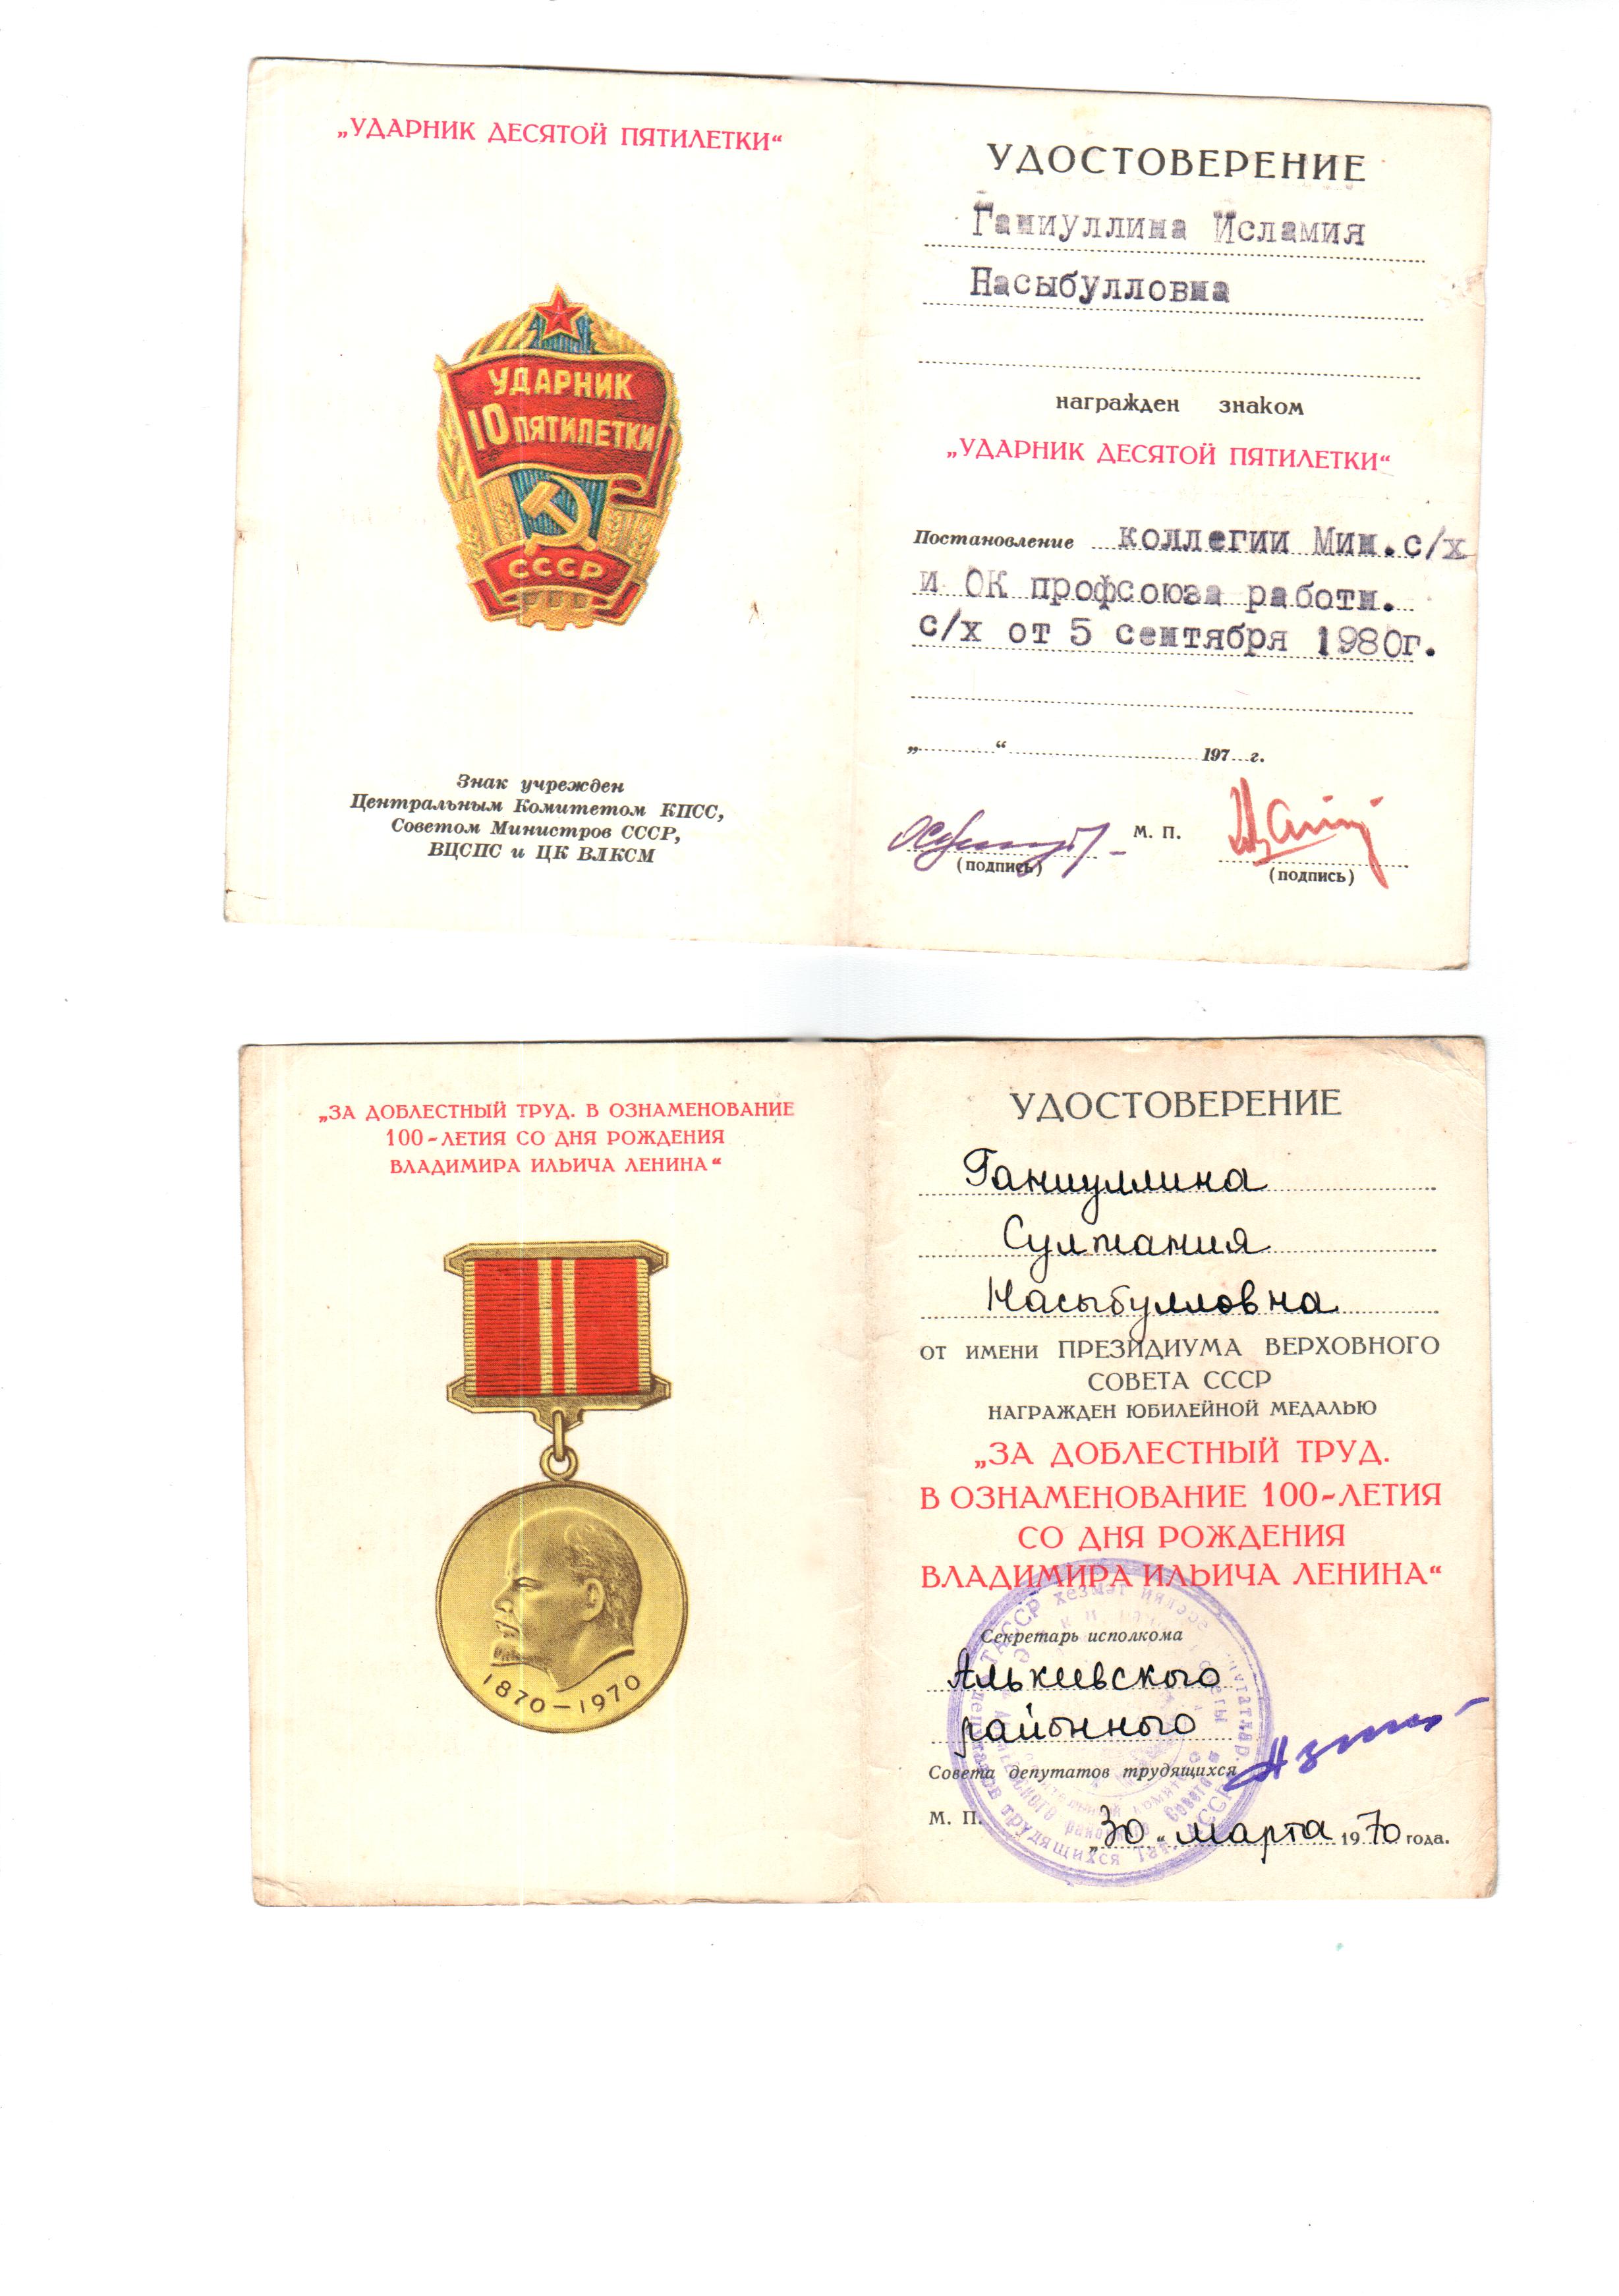 „УДАРНИК ДЕСЯТОЙ ПЯТИЛЕТКИ“
УДАРНИК
10 ПЯТИЛЕТКИ
СССР
Знак учрежден
Центральным Комитетом КПСС,
Советом Министров СССР,
ВЦСПС и ЦК ВЛКСМ
УДОСТОВЕРЕНИЕ
Ганиуллина Исламия
Насыбулловна
награжден знаком
„УДАРНИК ДЕСЯТОЙ ПЯТИЛЕТКИ“
Постановление коллегии Мин.с/х
и ОК профсоюза работн.
с/х от 5 сентября 1980г.
„ “ 197 г.
М. П.
(подпись) (подпись)
„ЗА ДОБЛЕСТНЫЙ ТРУД. В ОЗНАМЕНОВАНИЕ
100-ЛЕТИЯ СО ДНЯ РОЖДЕНИЯ
ВЛАДИМИРА ИЛЬИЧА ЛЕНИНА“
1870-1970
УДОСТОВЕРЕНИЕ
Ганиуллина
Султания
Насыбулловна
ОТ ИМЕНИ ПРЕЗИДИУМА ВЕРХОВНОГО
СОВЕТА СССР
НАГРАЖДЕН ЮБИЛЕЙНОЙ МЕДАЛЬЮ
„ЗА ДОБЛЕСТНЫЙ ТРУД.
В ОЗНАМЕНОВАНИЕ 100-ЛЕТИЯ
СО ДНЯ РОЖДЕНИЯ
ВЛАДИМИРА ИЛЬИЧА ЛЕНИНА“
Секретарь исполкома
Алькеевского
районного
Совета депутатов трудящихся
М. П.
„30“ марта 1970 года.